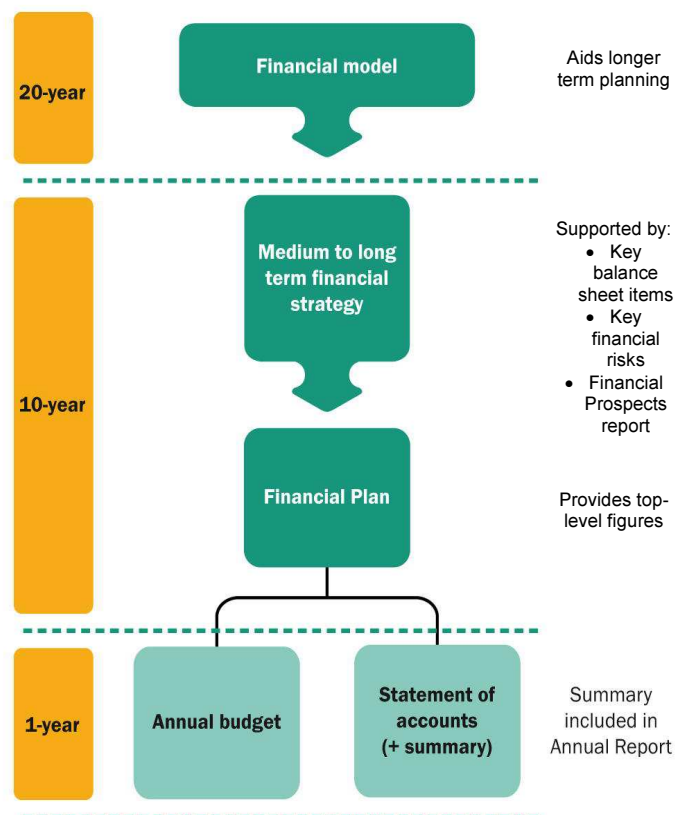 20-year
Financial model
Aids longer
term planning
10-year
Medium to long
term financial
strategy
Supported by:
• Key
balance
sheet items
• Key
financial
risks
• Financial
Prospects
report
Financial Plan
Provides top-
level figures
1-year
Annual budget
Statement of
accounts
(+ summary)
Summary
included in
Annual Report